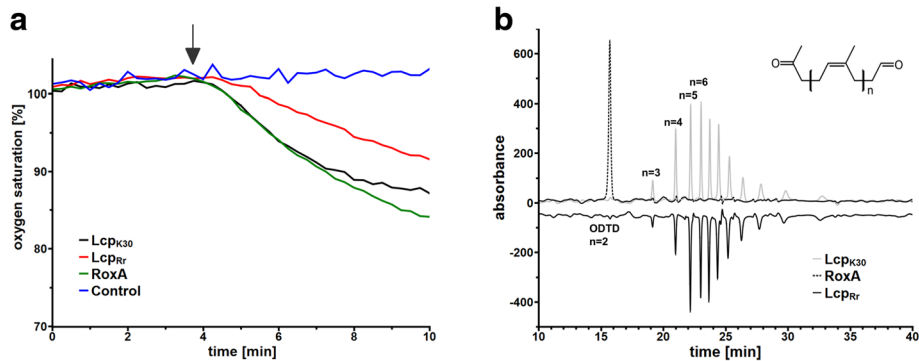 a
oxygen saturation [%]
100
90
80
70
0
2
4
6
8
10
time [min]
LcpK30
LcpRr
RoxA
Control
b
absorbance
600
400
200
0
-200
-400
10
15
20
25
30
35
40
time [min]
n=3
n=4
n=5
n=6
ODTD
n=2
O
O
n
LcpK30
RoxA
LcpRr